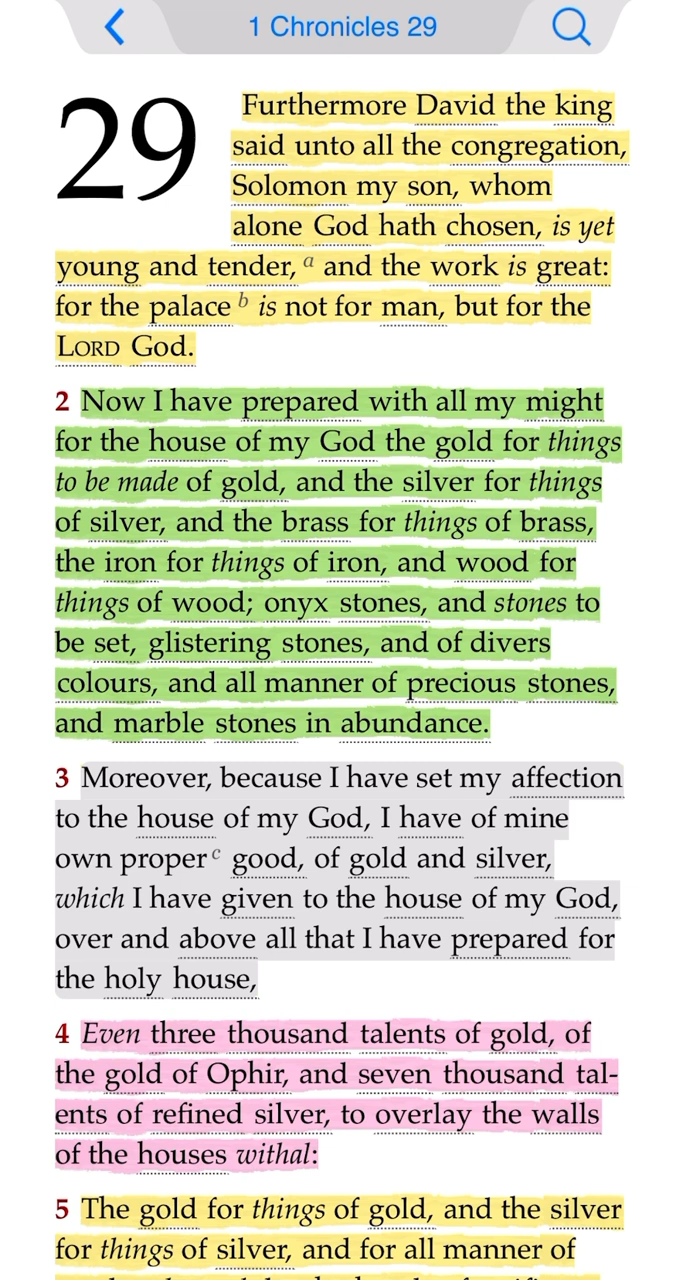 1 Chronicles 29
29 Furthermore David the king
said unto all the congregation,
Solomon my son, whom
alone God hath chosen, is yet
young and tender, a and the work is great:
for the palace b is not for man, but for the
LORD God.
2 Now I have prepared with all my might
for the house of my God the gold for things
to be made of gold, and the silver for things
of silver, and the brass for things of brass,
the iron for things of iron, and wood for
things of wood; onyx stones, and stones to
be set, glistering stones, and of divers
colours, and all manner of precious stones,
and marble stones in abundance.
3 Moreover, because I have set my affection
to the house of my God, I have of mine
own proper c good, of gold and silver,
which I have given to the house of my God,
over and above all that I have prepared for
the holy house,
4 Even three thousand talents of gold, of
the gold of Ophir, and seven thousand tal-
ents of refined silver, to overlay the walls
of the houses withal:
5 The gold for things of gold, and the silver
for things of silver, and for all manner of